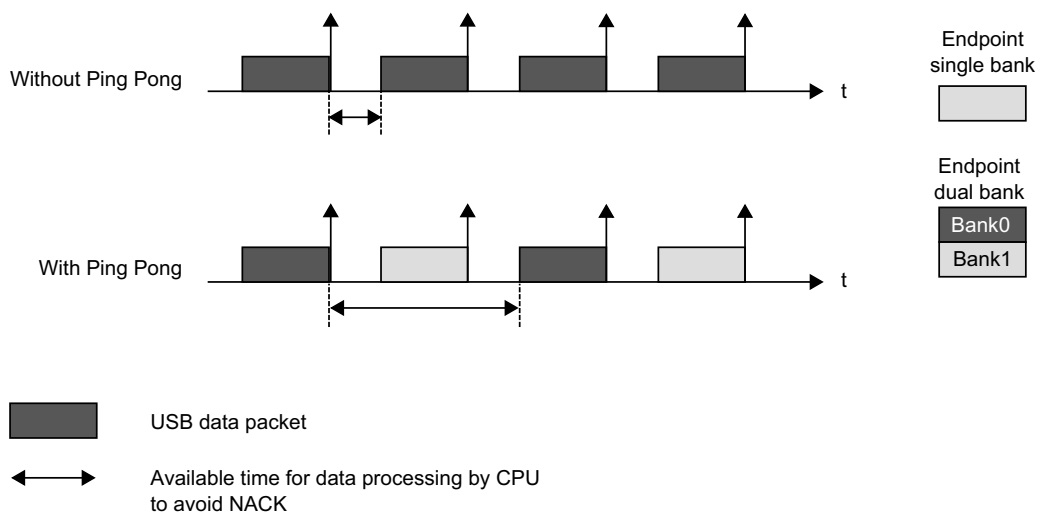 Without Ping Pong
t
Endpoint
single bank
With Ping Pong
t
Endpoint
dual bank
Bank0
Bank1
USB data packet
Available time for data processing by CPU
to avoid NACK